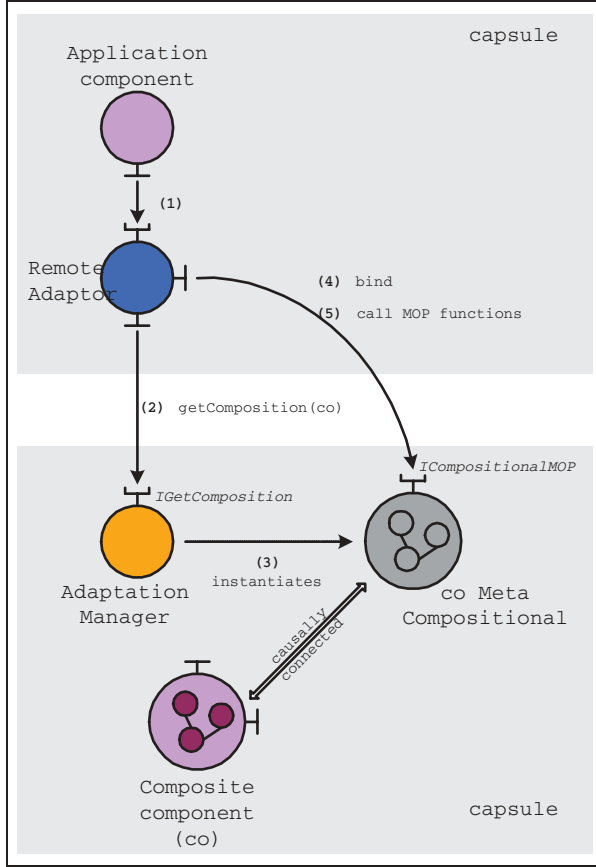 capsule
Application
component
(1)
Remote
Adaptor
(4) bind
(5) call MOP functions
(2) getComposition(co)
ICompositionalMOP
IGetComposition
(3)
instantiates
Adaptation
Manager
co Meta
Compositional
causally
connected
Composite
component
(co)
capsule